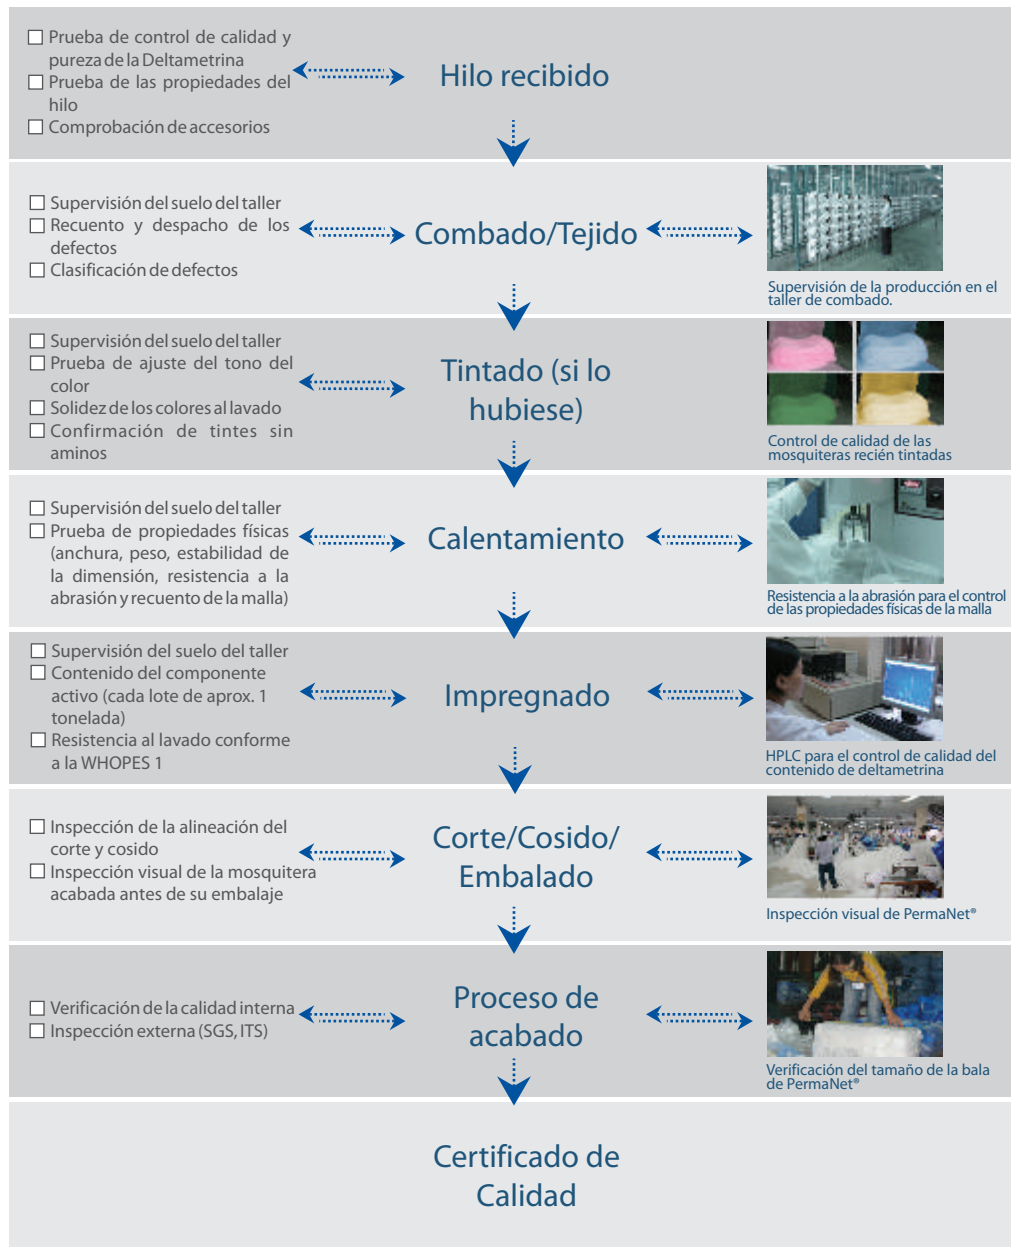 ☐ Prueba de control de calidad y
pureza de la Deltametrina
☐ Prueba de las propiedades del
hilo
☐ Comprobación de accesorios
Hilo recibido
☐ Supervisión del suelo del taller
☐ Recuento y despacho de los
defectos
☐ Clasificación de defectos
Combado/Tejido
Supervisión de la producción en el
taller de combado.
☐ Supervisión del suelo del taller
☐ Prueba de ajuste del tono del
color
☐ Solidez de los colores al lavado
☐ Confirmación de tintes sin
aminos
Tintado (si lo
hubiese)
Control de calidad de las
mosquiteras recién tintadas
☐ Supervisión del suelo del taller
☐ Prueba de propiedades físicas
(anchura, peso, estabilidad de
la dimensión, resistencia a la
abrasión y recuento de la malla)
Calentamiento
Resistencia a la abrasión para el control
de las propiedades físicas de la malla
☐ Supervisión del suelo del taller
☐ Contenido del componente
activo (cada lote de aprox. 1
tonelada)
☐ Resistencia al lavado conforme
a la WHOPES 1
Impregnado
HPLC para el control de calidad del
contenido de deltametrina
☐ Inspección de la alineación del
corte y cosido
☐ Inspección visual de la mosquitera
acabada antes de su embalaje
Corte/Cosido/
Embalado
Inspección visual de PermaNet®
☐ Verificación de la calidad interna
☐ Inspección externa (SGS, ITS)
Proceso de
acabado
Verificación del tamaño de la bala
de PermaNet®
Certificado de
Calidad